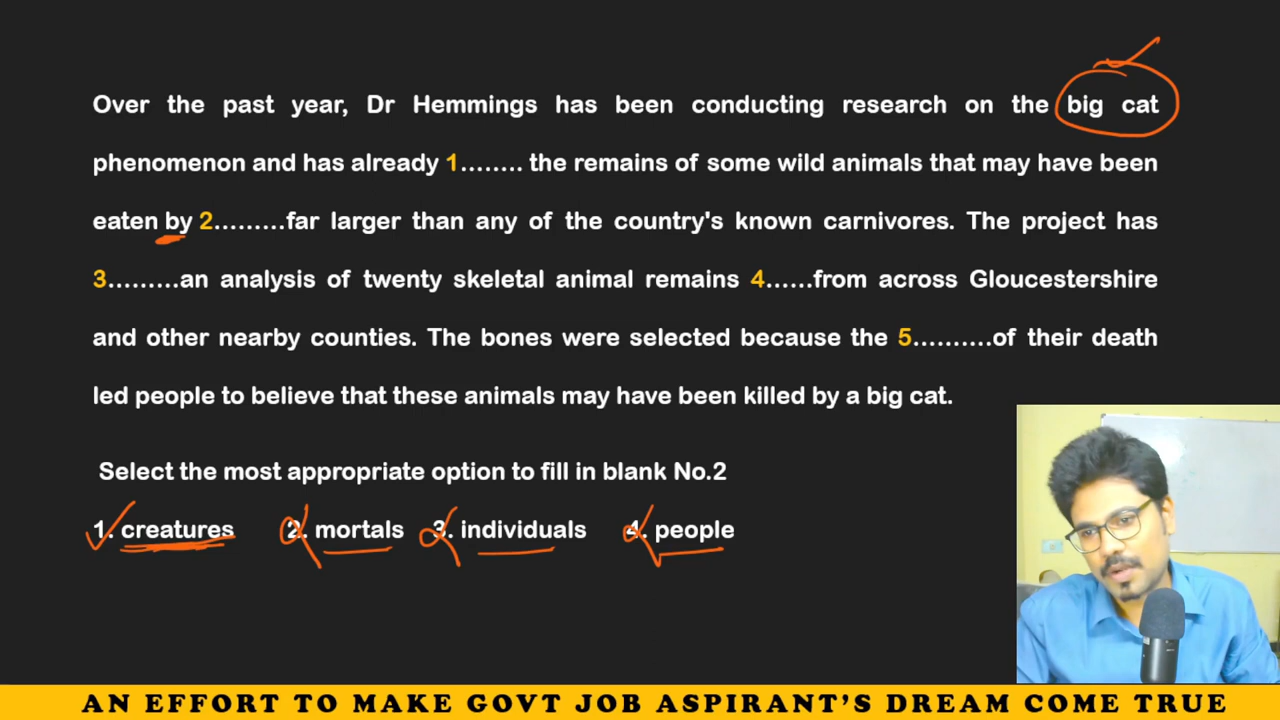 Over the past year, Dr Hemmings has been conducting research on the big cat
phenomenon and has already 1........ the remains of some wild animals that may have been
eaten by 2.........far larger than any of the country's known carnivores. The project has
3.........an analysis of twenty skeletal animal remains 4......from across Gloucestershire
and other nearby counties. The bones were selected because the 5..........of their death
led people to believe that these animals may have been killed by a big cat.
Select the most appropriate option to fill in blank No.2
1. creatures 2. mortals 3. individuals 4. people
AN EFFORT TO MAKE GOVT JOB ASPIRANT'S DREAM COME TRUE